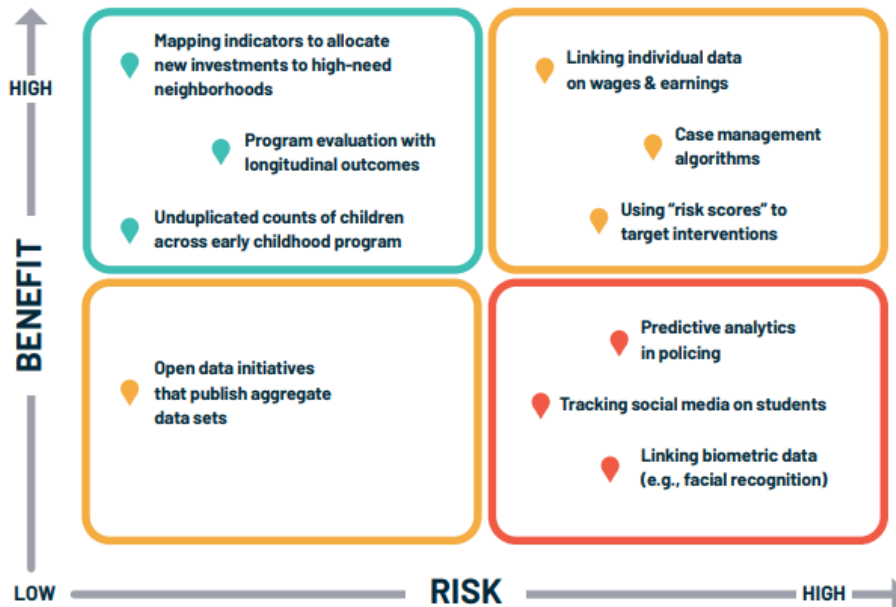 HIGH
BENEFIT
LOW
RISK
HIGH
Mapping indicators to allocate
new investments to high-need
neighborhoods
Program evaluation with
longitudinal outcomes
Unduplicated counts of children
across early childhood program
Linking individual data
on wages & earnings
Case management
algorithms
Using “risk scores” to
target interventions
Open data initiatives
that publish aggregate
data sets
Predictive analytics
in policing
Tracking social media on students
Linking biometric data
(e.g., facial recognition)